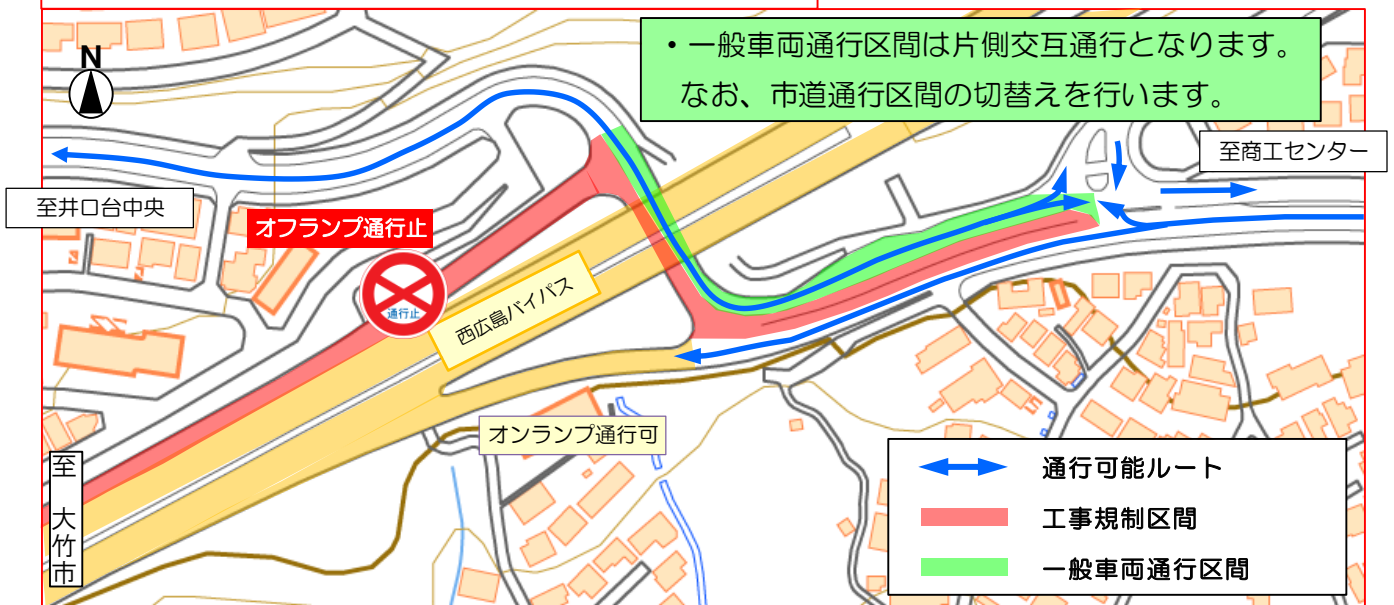 ・一般車両通行区間は片側交互通行となります。
なお、市道通行区間の切替えを行います。
N
至商工センター
至井口台中央
オフランプ通行止
通行止
西広島バイパス
オンランプ通行可
至 大竹市
通行可能ルート
工事規制区間
一般車両通行区間